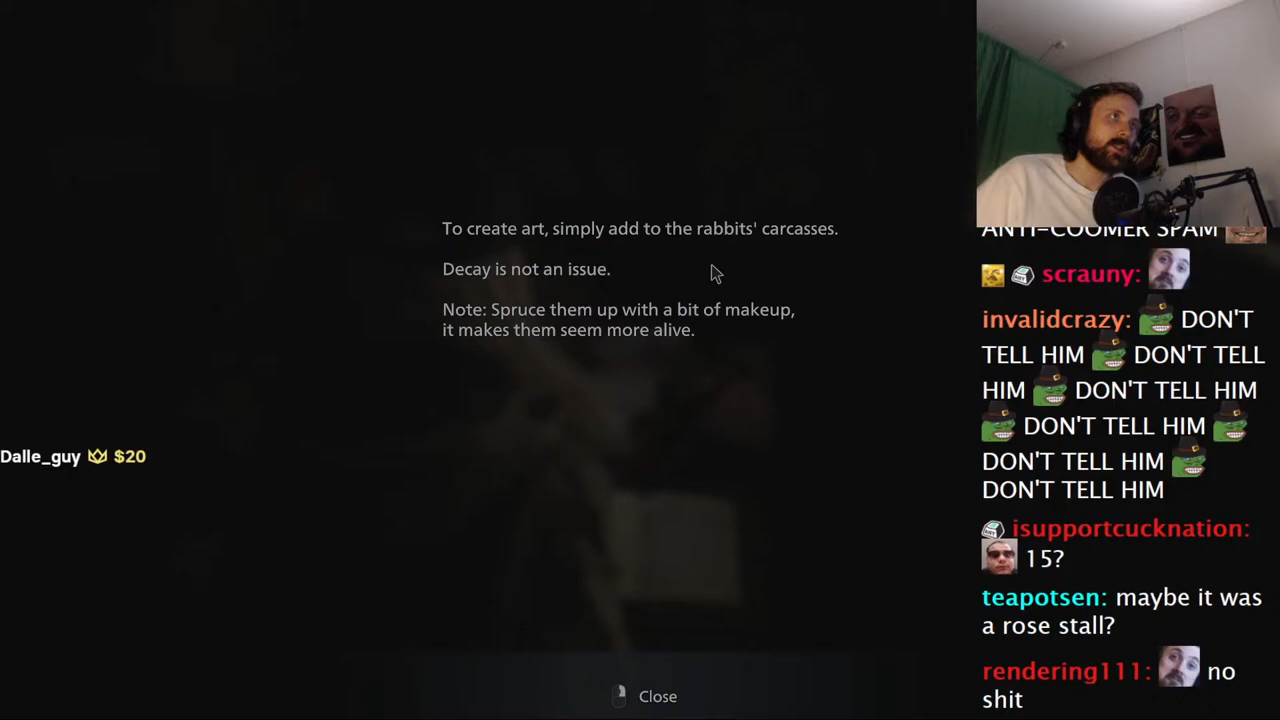 To create art, simply add to the rabbits' carcasses.
Decay is not an issue.
Note: Spruce them up with a bit of makeup,
it makes them seem more alive.
Dalle_guy $20
Close
ANTI-COOMER SPAM
scrauny:
invalidcrazy: DON'T
TELL HIM DON'T TELL
HIM DON'T TELL HIM
DON'T TELL HIM
DON'T TELL HIM
DON'T TELL HIM
isupportcucknation:
15?
teapotsen: maybe it was
a rose stall?
rendering111: no
shit